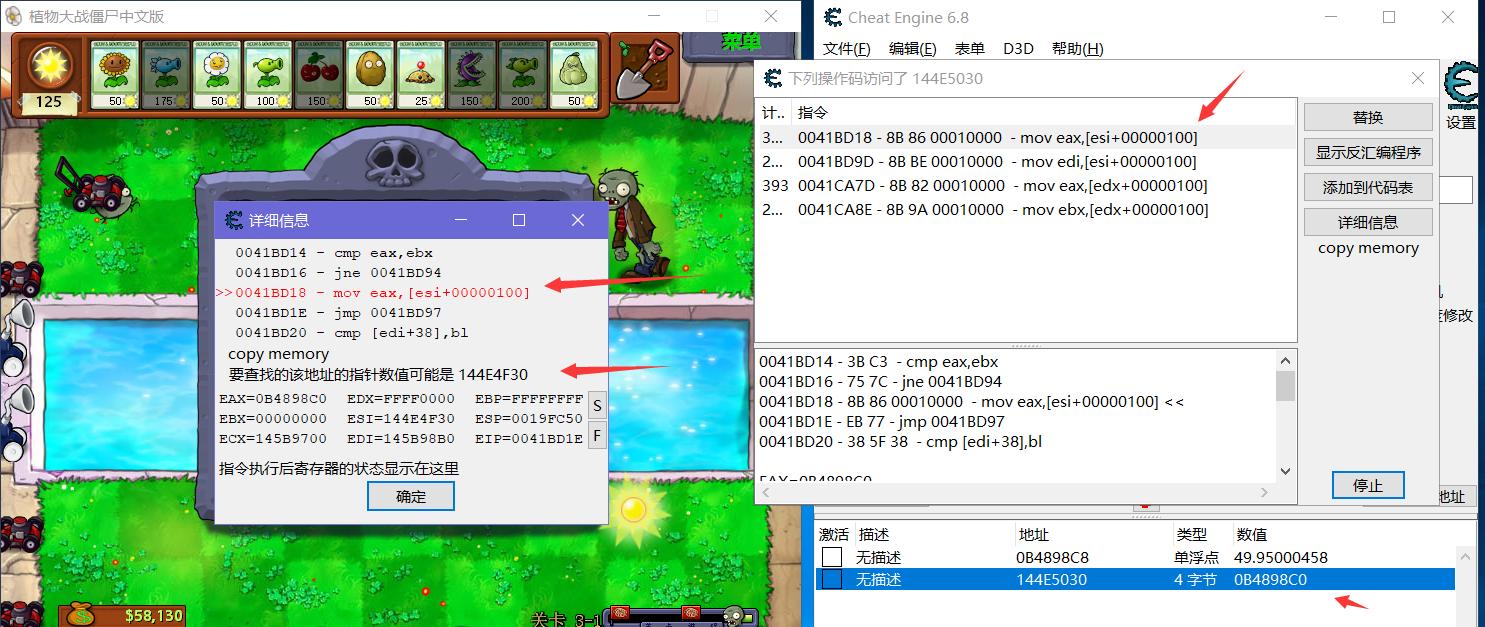 植物大战僵尸中文版
125
50
175
50
100
150
50
25
150
200
50
菜单
$58,130
关卡 3-1
详细信息
0041BD14 - cmp eax,ebx
0041BD16 - jne 0041BD94
>>0041BD18 - mov eax,[esi+00000100]
0041BD1E - jmp 0041BD97
0041BD20 - cmp [edi+38],bl
copy memory
要查找的该地址的指针数值可能是 144E4F30
EAX=0B4898C0 EDX=FFFF0000 EBP=FFFFFFFF
EBX=00000000 ESI=144E4F30 ESP=0019FC50
ECX=145B9700 EDI=145B98B0 EIP=0041BD1E
S
F
指令执行后寄存器的状态显示在这里
确定
Cheat Engine 6.8
文件(F) 编辑(E) 表单 D3D 帮助(H)
设置
下列操作码访问了 144E5030
计.. 指令
3... 0041BD18 - 8B 86 00010000 - mov eax,[esi+00000100]
2... 0041BD9D - 8B BE 00010000 - mov edi,[esi+00000100]
393 0041CA7D - 8B 82 00010000 - mov eax,[edx+00000100]
2... 0041CA8E - 8B 9A 00010000 - mov ebx,[edx+00000100]
替换
显示反汇编程序
添加到代码表
详细信息
copy memory
0041BD14 - 3B C3 - cmp eax,ebx
0041BD16 - 75 7C - jne 0041BD94
0041BD18 - 8B 86 00010000 - mov eax,[esi+00000100] <<
0041BD1E - EB 77 - jmp 0041BD97
0041BD20 - 38 5F 38 - cmp [edi+38],bl
EAX=0B4898C0
停止
修改
地址
激活 描述 地址 类型 数值
无描述 0B4898C8 单浮点 49.95000458
无描述 144E5030 4 字节 0B4898C0